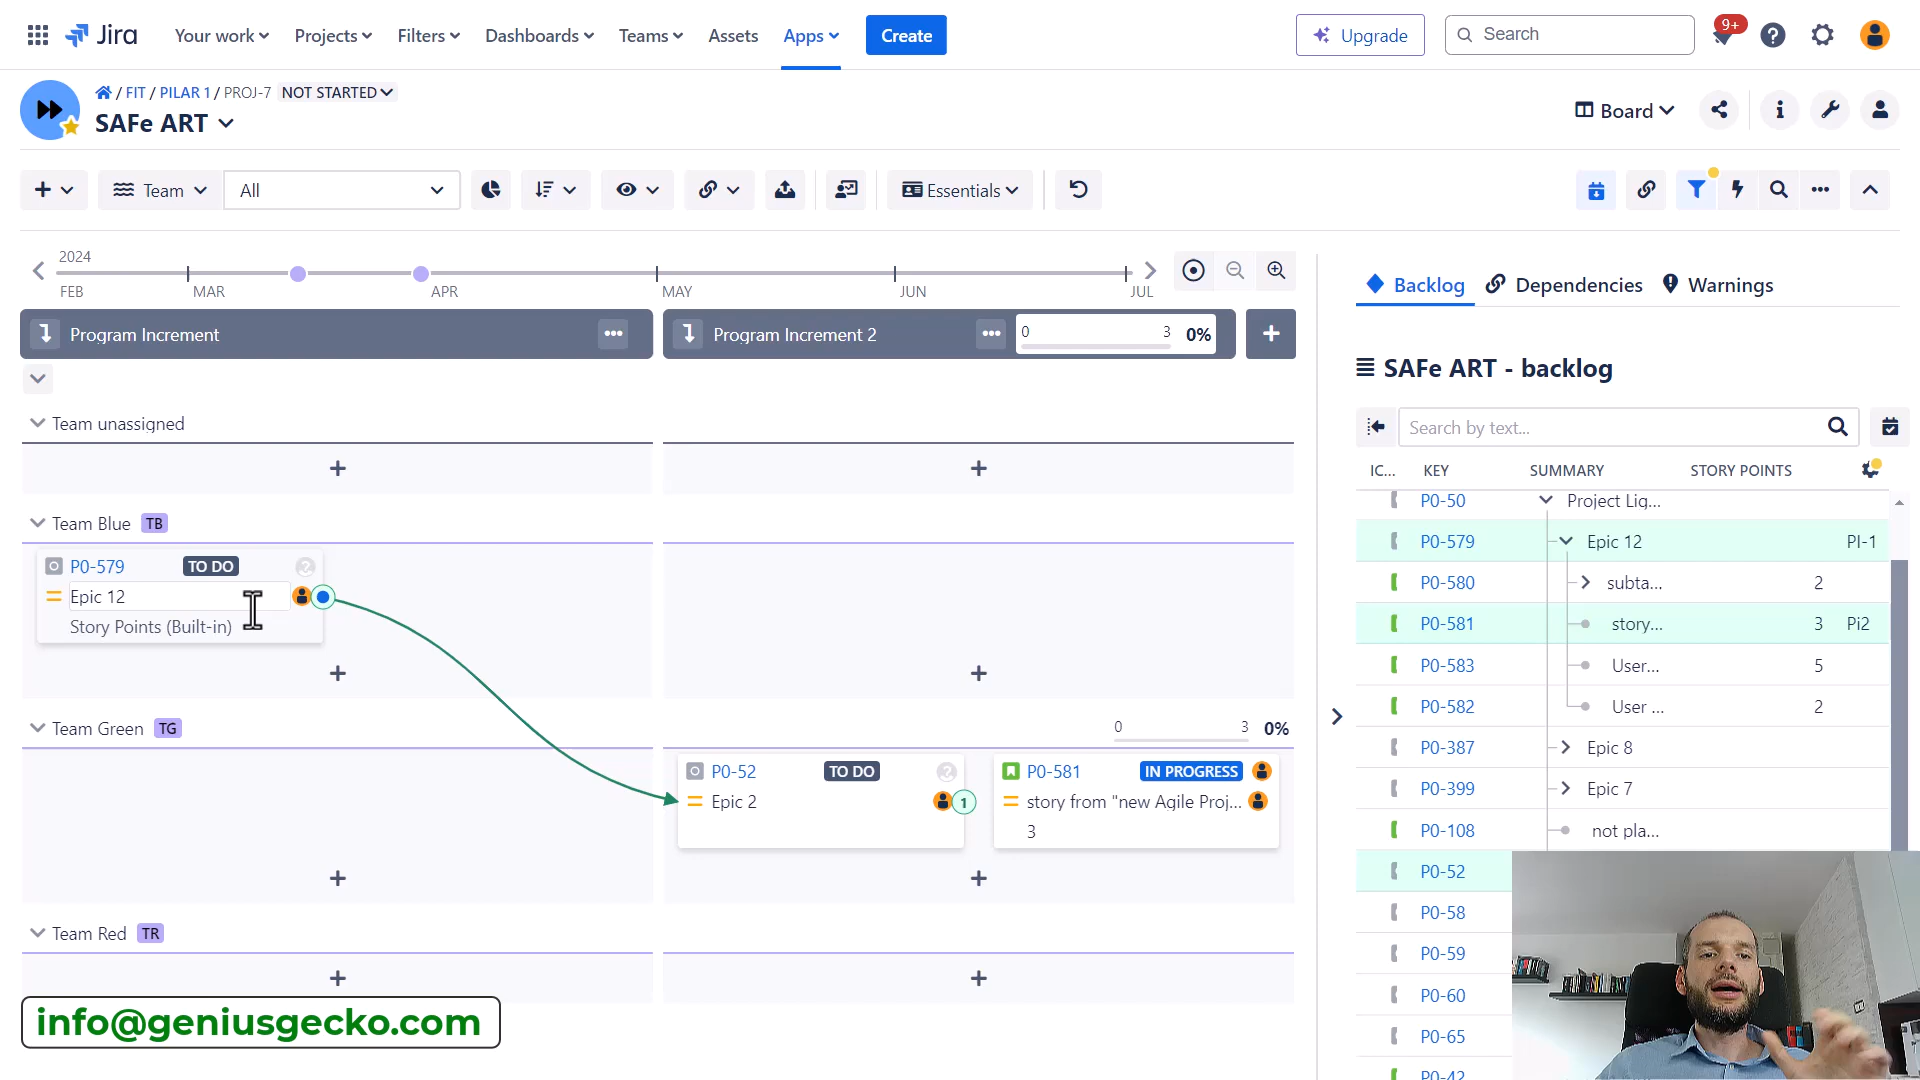 Jira
Your work
Projects
Filters
Dashboards
Teams
Assets
Apps
Create
Upgrade
Search
9+
/ FIT / PILAR 1 / PROJ-7 NOT STARTED
SAFe ART
Board
Team
All
Essentials
2024
FEB
MAR
APR
MAY
JUN
JUL
Program Increment
Program Increment 2
0 3 0%
Team unassigned
Team Blue TB
P0-579 TO DO
Epic 12
Story Points (Built-in)
Team Green TG
0 3 0%
P0-52 TO DO
Epic 2
1
P0-581 IN PROGRESS
story from "new Agile Proj...
3
Team Red TR
info@geniusgecko.com
Backlog
Dependencies
Warnings
SAFe ART - backlog
Search by text...
IC... KEY SUMMARY STORY POINTS
P0-50 Project Liq...
P0-579 Epic 12 PI-1
P0-580 subta... 2
P0-581 story... 3 Pi2
P0-583 User... 5
P0-582 User ... 2
P0-387 Epic 8
P0-399 Epic 7
P0-108 not pla...
P0-52
P0-58
P0-59
P0-60
P0-65
P0-42